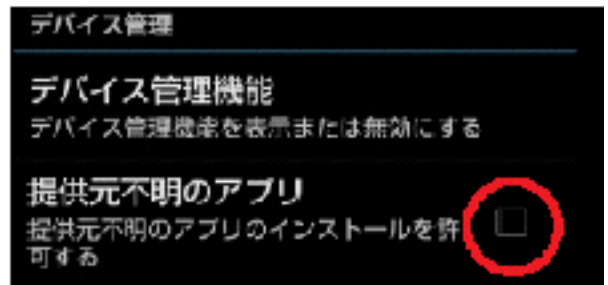 デバイス管理
デバイス管理機能
デバイス管理機能を表示または無効にする
提供元不明のアプリ
提供元不明のアプリのインストールを許
可する